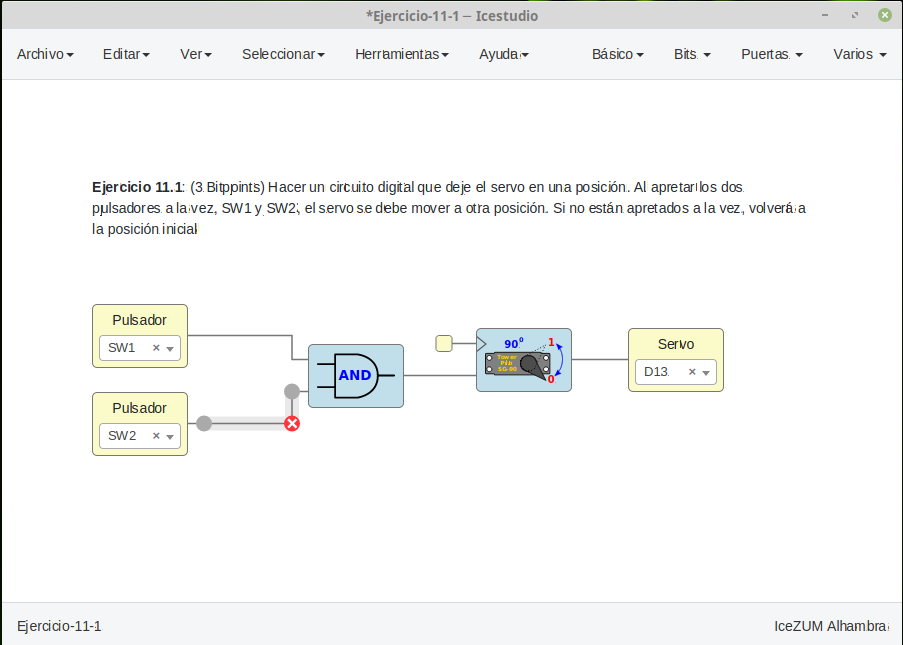 *Ejercicio-11-1 — Icestudio
Archivo Editar Ver Seleccionar Herramientas Ayuda Básico Bits Puertas Varios
Ejercicio 11.1: (3 Bitpoints) Hacer un circuito digital que deje el servo en una posición. Al apretar los dos
pulsadores a la vez, SW1 y SW2, el servo se debe mover a otra posición. Si no están apretados a la vez, volverá a
la posición inicial
Pulsador
SW1
Pulsador
SW2
AND
90º
1
Tower
Pro
SG-90
0
Servo
D13
Ejercicio-11-1
IceZUM Alhambra